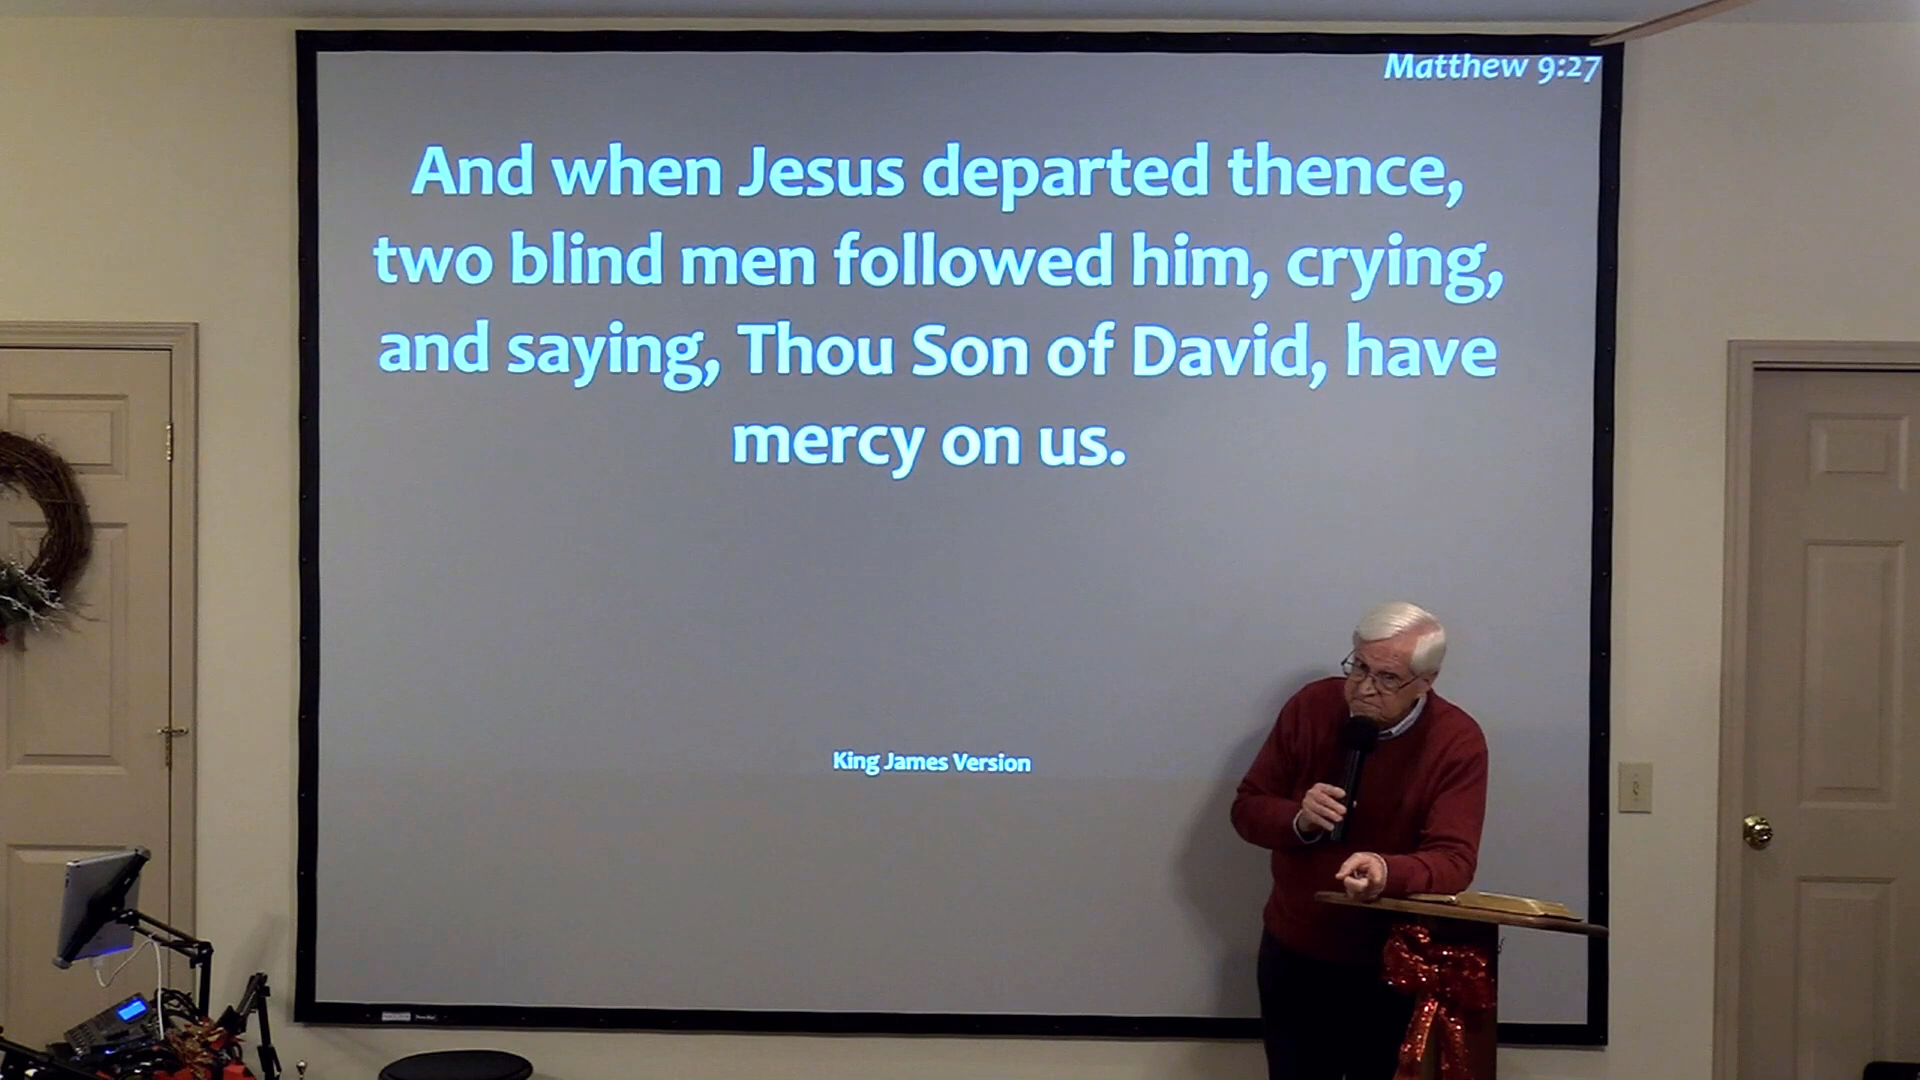 Matthew 9:27
And when Jesus departed thence,
two blind men followed him, crying,
and saying, Thou Son of David, have
mercy on us.
King James Version